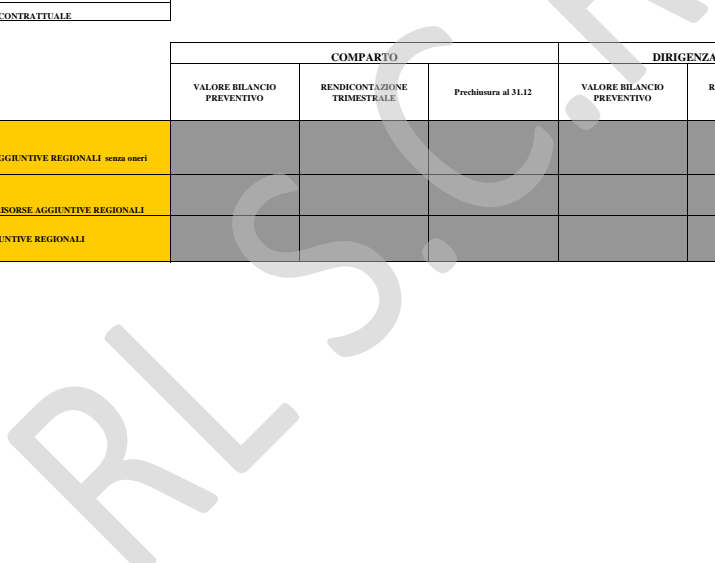 CONTRATTUALE
COMPARTO DIRIGENZA
VALORE BILANCIO PREVENTIVO
RENDICONTAZIONE TRIMESTRALE
Prechiusura al 31.12
VALORE BILANCIO PREVENTIVO
R
GGIUNTIVE REGIONALI senza oneri
RISORSE AGGIUNTIVE REGIONALI
UNTIVE REGIONALI
RL S.C.R